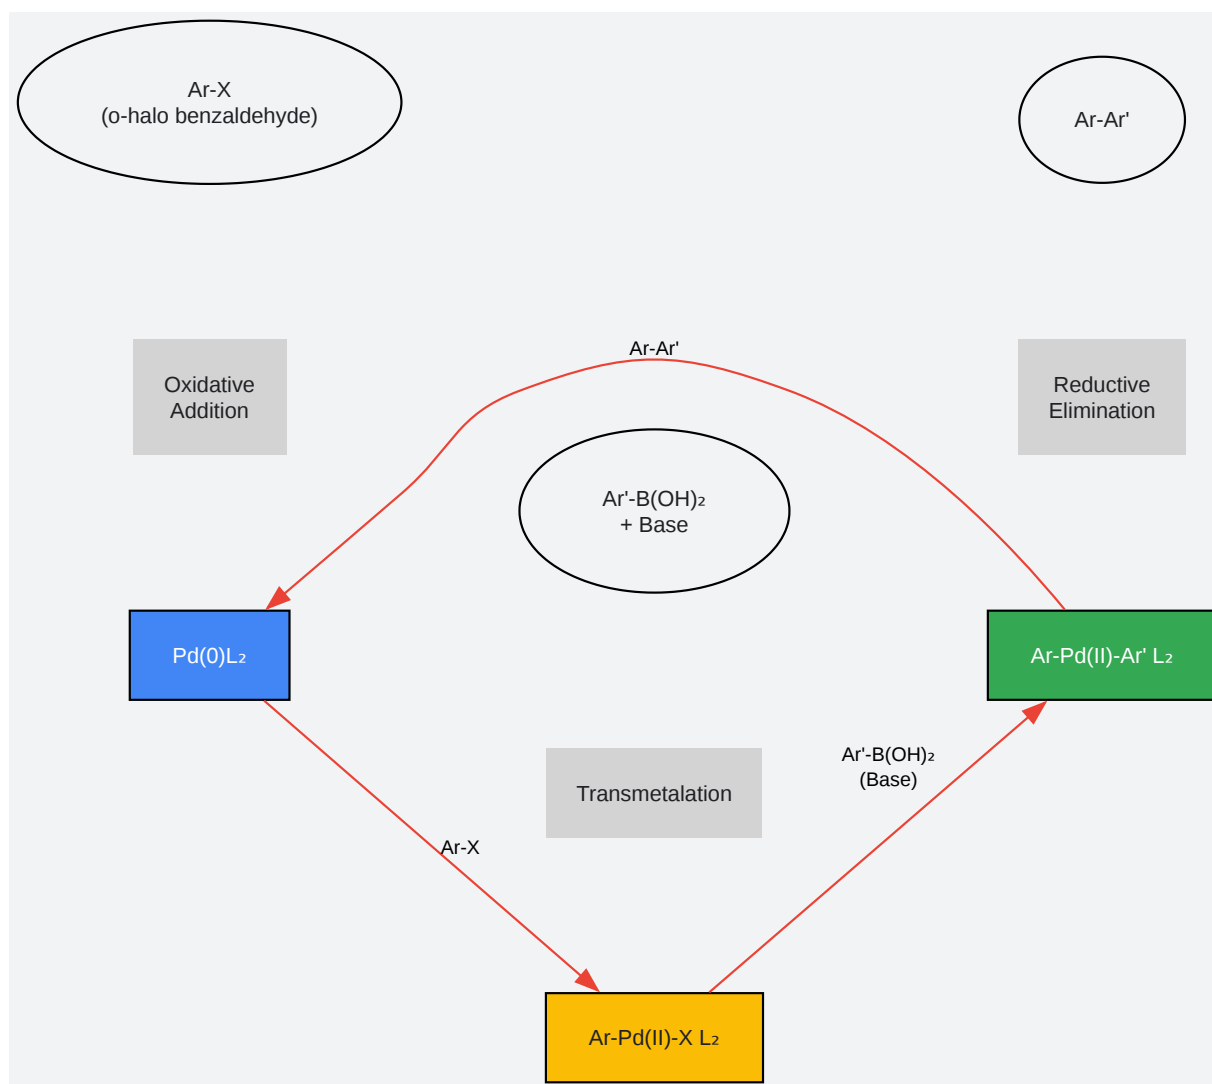 Ar-X
(o-halo benzaldehyde)
Ar-Ar'
Ar-Ar'
Oxidative
Addition
Reductive
Elimination
Ar'-B(OH)₂
+ Base
Pd(0)L₂
Ar-Pd(II)-Ar' L₂
Ar'-B(OH)₂
(Base)
Transmetalation
Ar-X
Ar-Pd(II)-X L₂